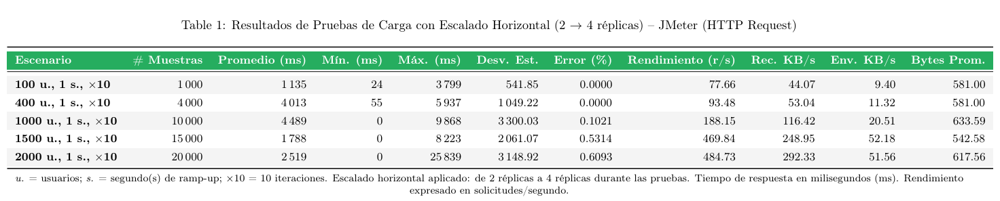 Table 1: Resultados de Pruebas de Carga con Escalado Horizontal (2 → 4 réplicas) – JMeter (HTTP Request)
Escenario # Muestras Promedio (ms) Mín. (ms) Máx. (ms) Desv. Est. Error (%) Rendimiento (r/s) Rec. KB/s Env. KB/s Bytes Prom.
100 u., 1 s., ×10 1 000 1 135 24 3 799 541.85 0.0000 77.66 44.07 9.40 581.00
400 u., 1 s., ×10 4 000 4 013 55 5 937 1 049.22 0.0000 93.48 53.04 11.32 581.00
1000 u., 1 s., ×10 10 000 4 489 0 9 868 3 300.03 0.1021 188.15 116.42 20.51 633.59
1500 u., 1 s., ×10 15 000 1 788 0 8 223 2 061.07 0.5314 469.84 248.95 52.18 542.58
2000 u., 1 s., ×10 20 000 2 519 0 25 839 3 148.92 0.6093 484.73 292.33 51.56 617.56
u. = usuarios; s. = segundo(s) de ramp-up; ×10 = 10 iteraciones. Escalado horizontal aplicado: de 2 réplicas a 4 réplicas durante las pruebas. Tiempo de respuesta en milisegundos (ms). Rendimiento
expresado en solicitudes/segundo.